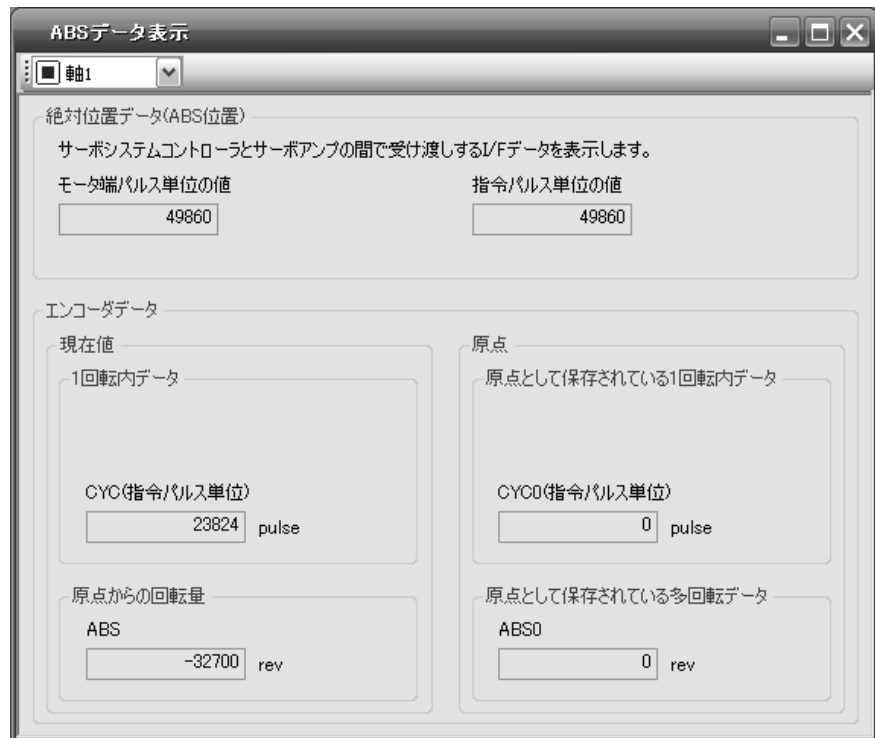 ABSデータ表示
軸1
絶対位置データ(ABS位置)
サーボシステムコントローラとサーボアンプの間で受け渡しするI/Fデータを表示します。
モータ端パルス単位の値 指令パルス単位の値
49860 49860
エンコーダデータ
現在値 原点
1回転内データ 原点として保存されている1回転内データ
CYC(指令パルス単位) CYC0(指令パルス単位)
23824 pulse 0 pulse
原点からの回転量 原点として保存されている多回転データ
ABS ABS0
-32700 rev 0 rev